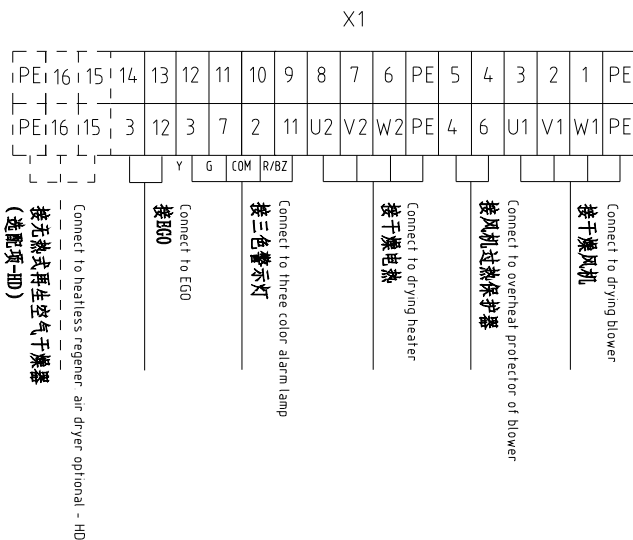 X1
PE 16 15 14 13 12 11 10 9 8 7 6 PE 5 4 3 2 1 PE
PE 16 15 3 12 3 7 2 11 U2 V2 W2 PE 4 6 U1 V1 W1 PE
Y G COM R/BZ
Connect to drying blower
接干燥风机
Connect to overheat protector of blower
接风机过热保护器
Connect to drying heater
接干燥电热
Connect to three color alarm lamp
接三色警示灯
Connect to EGO
接EGO
Connect to heatless regener. air dryer optional - HD
接无热式再生空气干燥器
(选配项-HD)